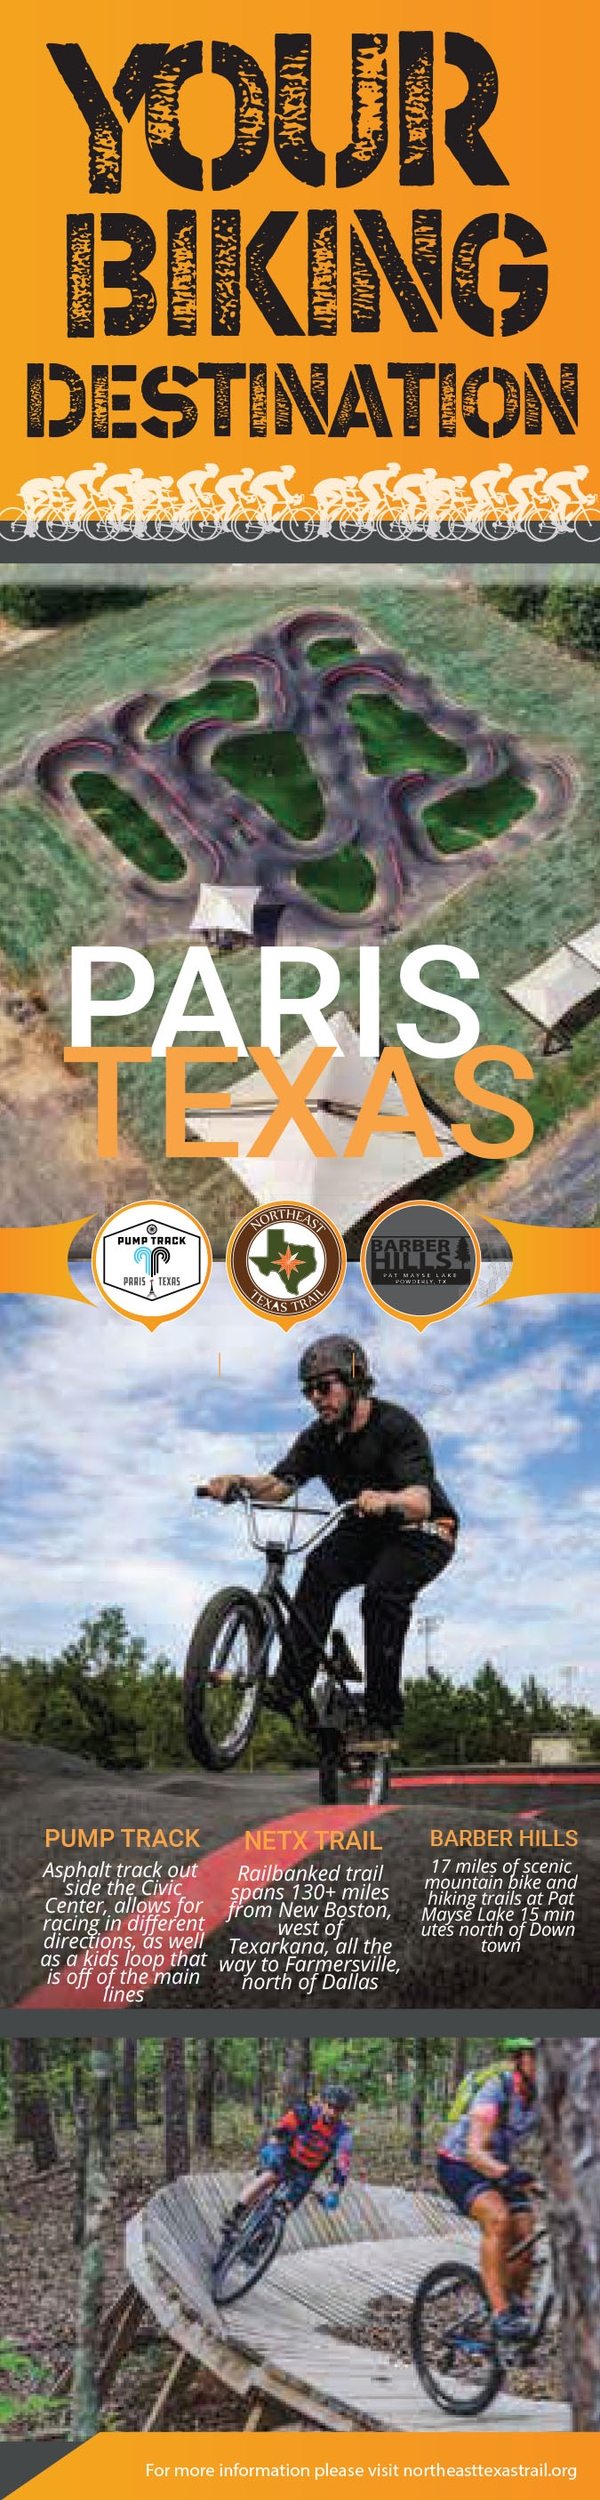 YOUR
BIKING
DESTINATION
PARIS
TEXAS
PUMP TRACK
PARIS TEXAS
NORTHEAST
TEXAS TRAIL
BARBER
HILLS
PAT MAYSE LAKE
POWDERLY, TX
PUMP TRACK
Asphalt track out
side the Civic
Center, allows for
racing in different
directions, as well
as a kids loop that
is off of the main
lines
NETX TRAIL
Railbanked trail
spans 130+ miles
from New Boston,
west of
Texarkana, all the
way to Farmersville,
north of Dallas
BARBER HILLS
17 miles of scenic
mountain bike and
hiking trails at Pat
Mayse Lake 15 min
utes north of Down
town
For more information please visit northeasttexastrail.org